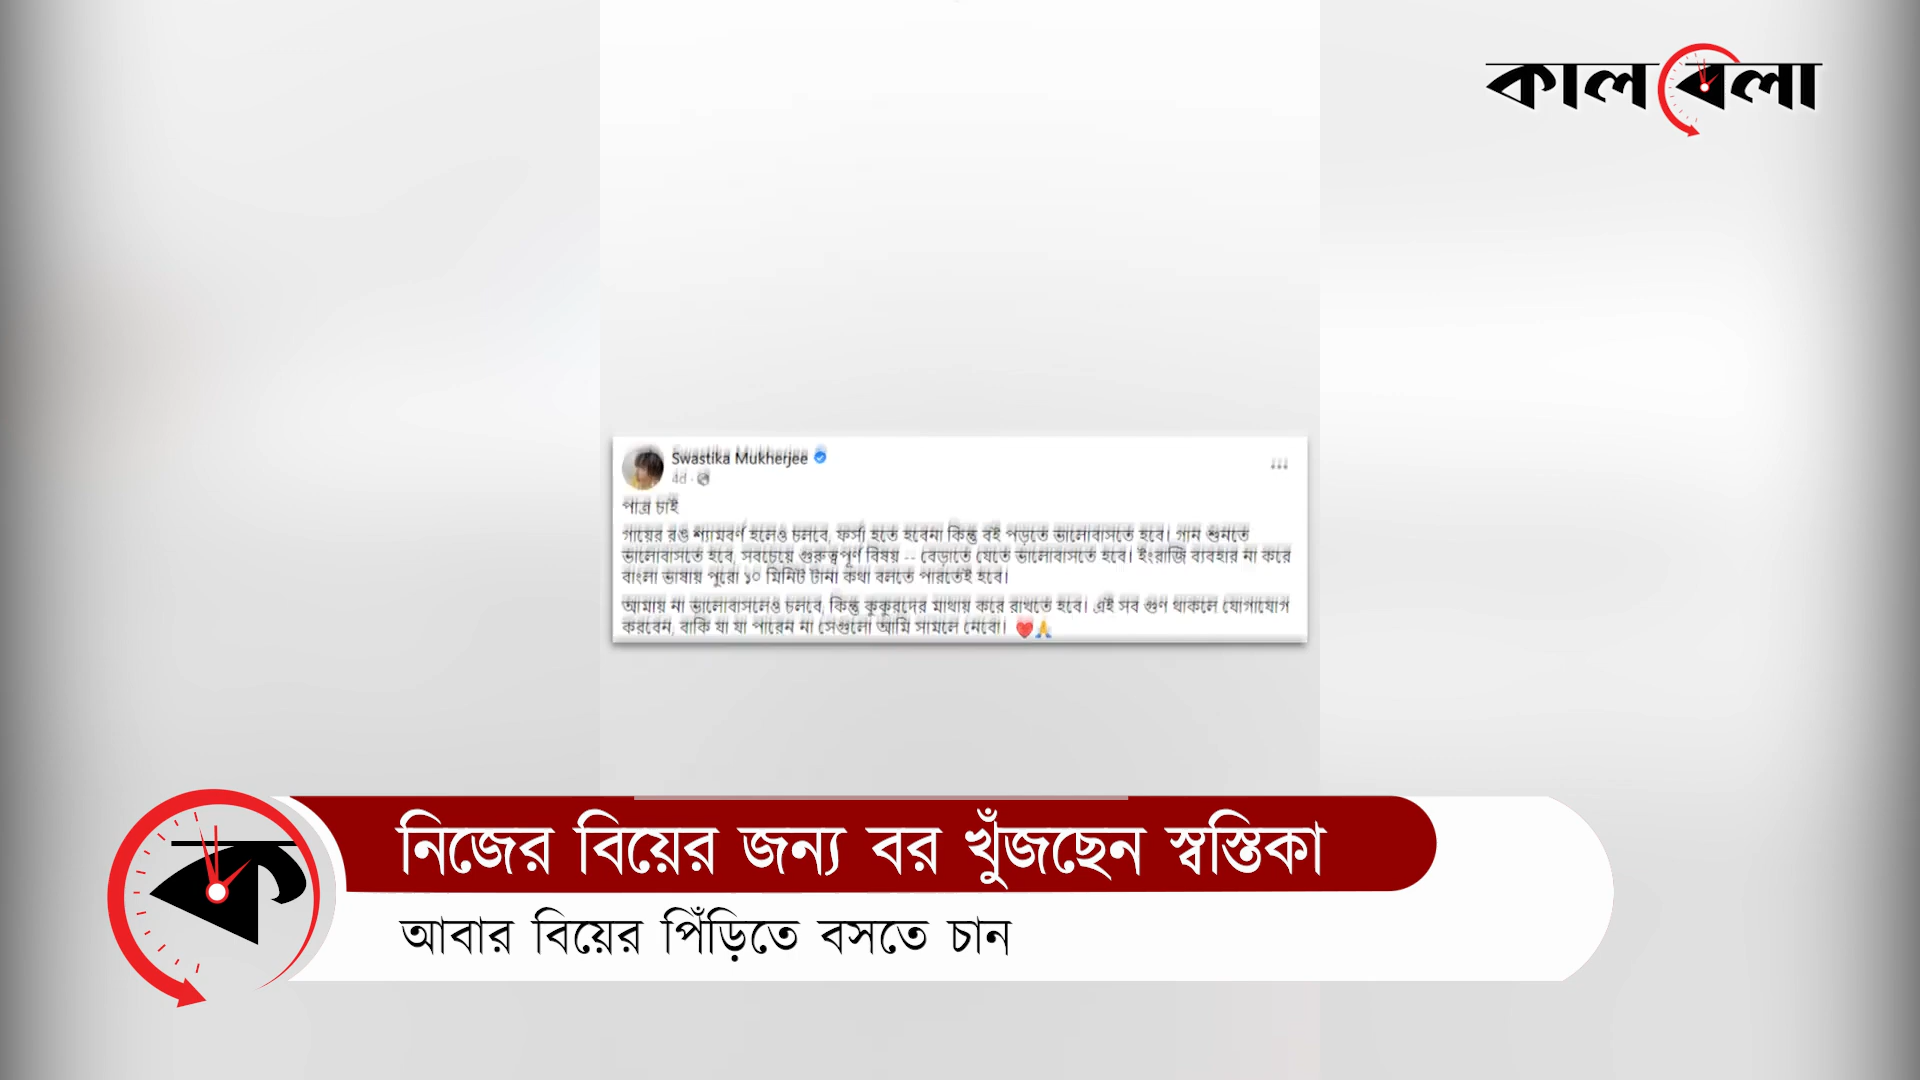 কালবেলা
Swastika Mukherjee
4d
পাত্র চাই
গায়ের রঙ শ্যামবর্ণ হলেও চলবে, ফর্সা হতে হবেনা কিন্তু বই পড়তে ভালোবাসতে হবে। গান শুনতে
ভালোবাসতে হবে, সবচেয়ে গুরুত্বপূর্ণ বিষয় -- বেড়াতে যেতে ভালোবাসতে হবে। ইংরাজি ব্যবহার না করে
বাংলা ভাষায় পুরো ১০ মিনিট টানা কথা বলতে পারতেই হবে।
আমায় না ভালোবাসলেও চলবে, কিন্তু কুকুরদের মাথায় করে রাখতে হবে। এই সব গুণ থাকলে যোগাযোগ
করবেন, বাকি যা যা পারেন না সেগুলো আমি সামলে নেবো। ❤️🙏
নিজের বিয়ের জন্য বর খুঁজছেন স্বস্তিকা
আবার বিয়ের পিঁড়িতে বসতে চান